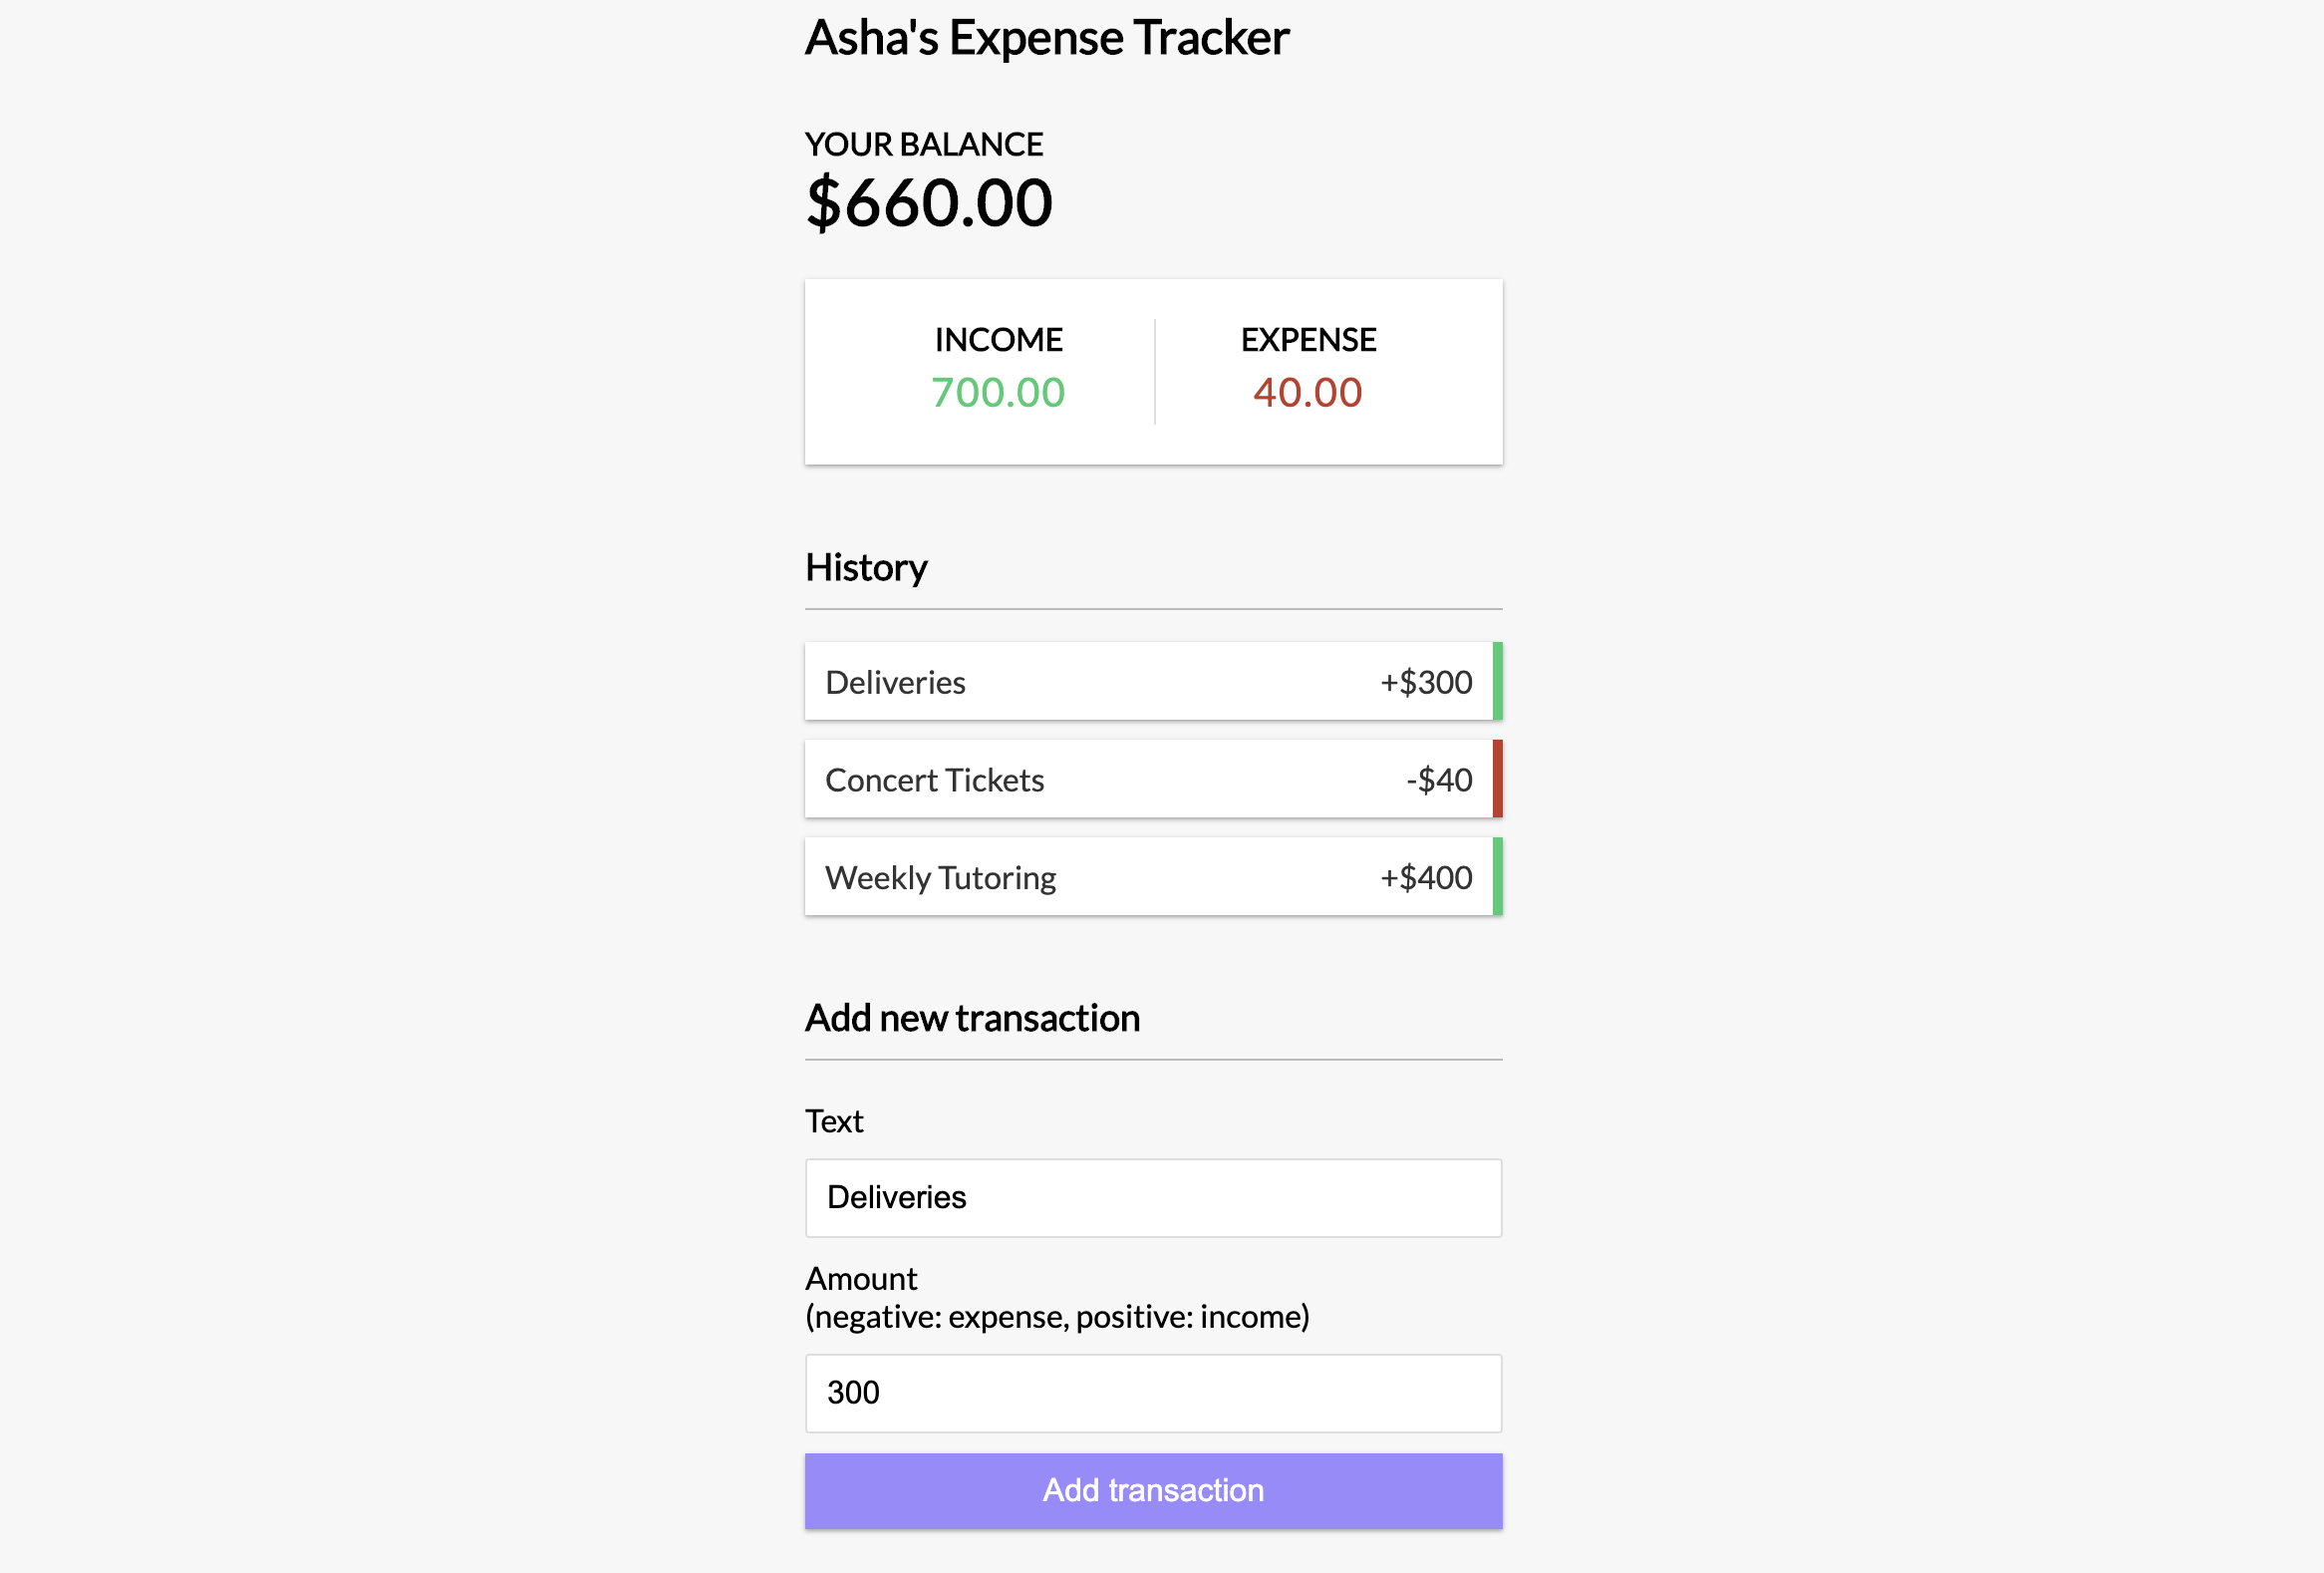 Asha's Expense Tracker
YOUR BALANCE
$660.00
INCOME
700.00
EXPENSE
40.00
History
Deliveries +$300
Concert Tickets -$40
Weekly Tutoring +$400
Add new transaction
Text
Deliveries
Amount
(negative: expense, positive: income)
300
Add transaction